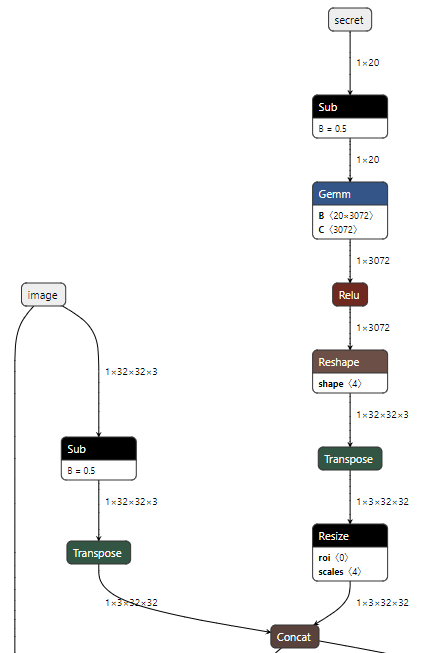 secret
1×20
Sub
B = 0.5
1×20
Gemm
B ⟨20×3072⟩
C ⟨3072⟩
1×3072
image
Relu
1×3072
Reshape
shape ⟨4⟩
1×32×32×3
1×32×32×3
Sub
B = 0.5
Transpose
1×32×32×3
1×3×32×32
Resize
roi ⟨0⟩
scales ⟨4⟩
Transpose
1×3×32×32
1×3×32×32
Concat